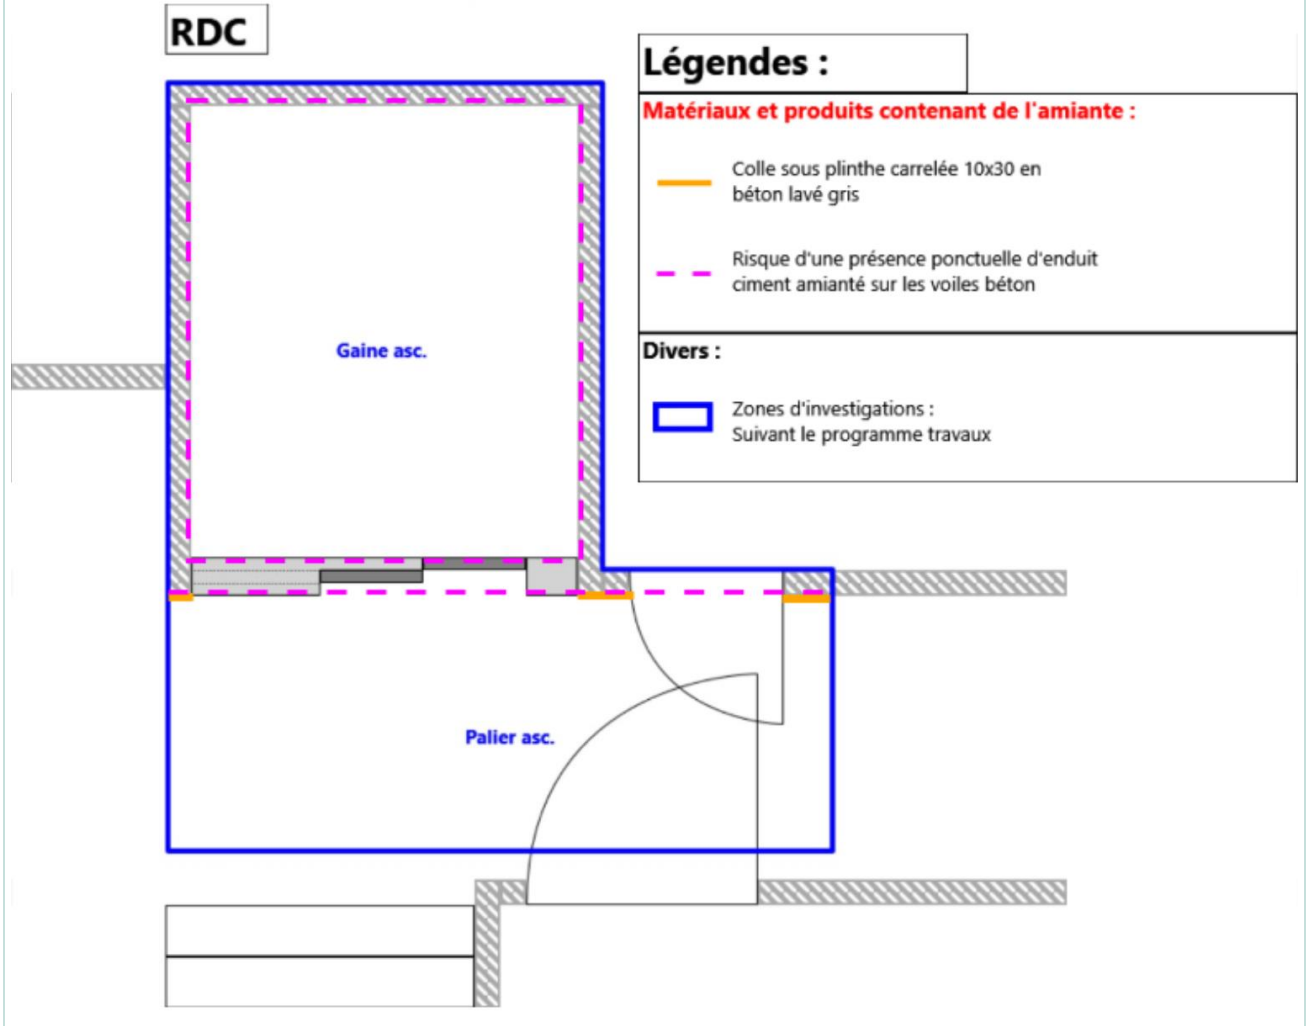 RDC
Légendes :
Matériaux et produits contenant de l'amiante :
Colle sous plinthe carrelée 10x30 en
béton lavé gris
Risque d'une présence ponctuelle d'enduit
ciment amianté sur les voiles béton
Divers :
Zones d'investigations :
Suivant le programme travaux
Gaine asc.
Palier asc.